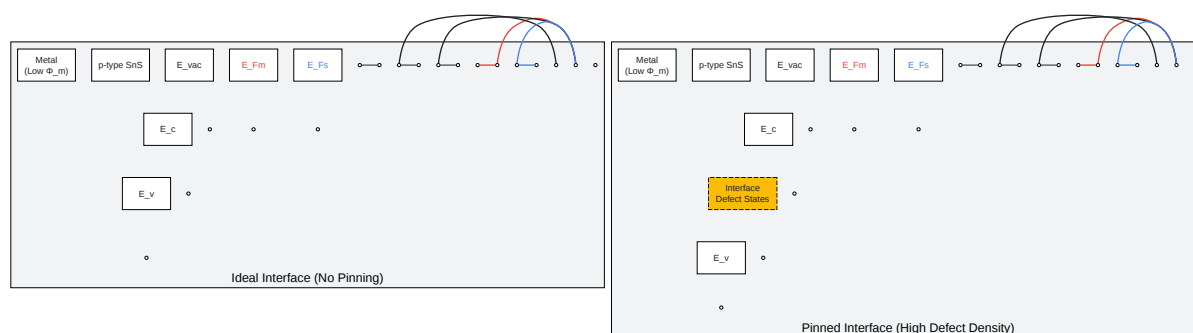 Metal
(Low Φ_m)
p-type SnS
E_vac
E_Fm
E_Fs
E_c
E_v
Ideal Interface (No Pinning)
Metal
(Low Φ_m)
p-type SnS
E_vac
E_Fm
E_Fs
E_c
Interface
Defect States
E_v
Pinned Interface (High Defect Density)